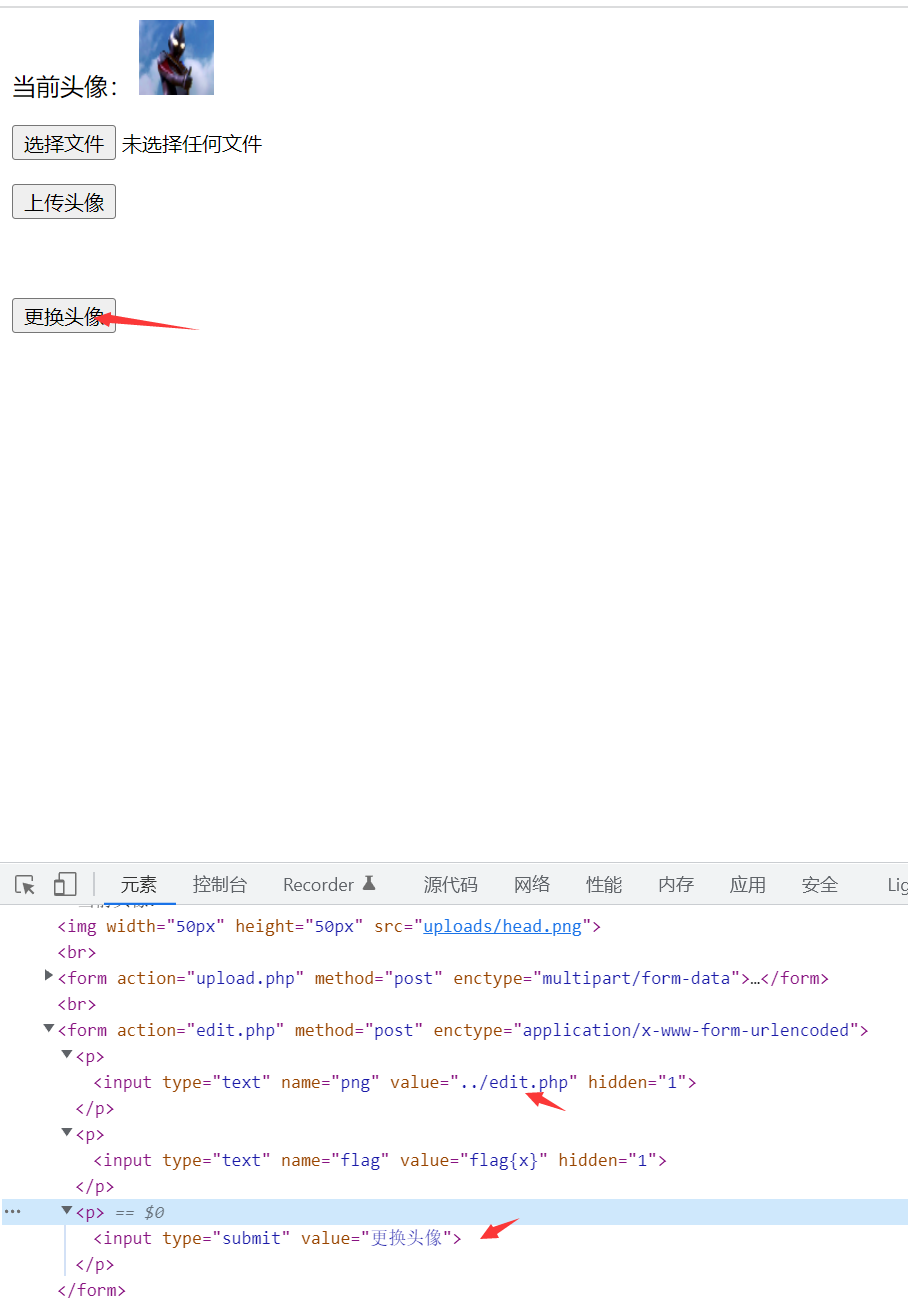 当前头像：
选择文件 未选择任何文件
上传头像
更换头像
元素 控制台 Recorder 源代码 网络 性能 内存 应用 安全 Lig
<img width="50px" height="50px" src="uploads/head.png">
<br>
<form action="upload.php" method="post" enctype="multipart/form-data">…</form>
<br>
<form action="edit.php" method="post" enctype="application/x-www-form-urlencoded">
<p>
<input type="text" name="png" value="../edit.php" hidden="1">
</p>
<p>
<input type="text" name="flag" value="flag{x}" hidden="1">
</p>
<p> == $0
<input type="submit" value="更换头像">
</p>
</form>